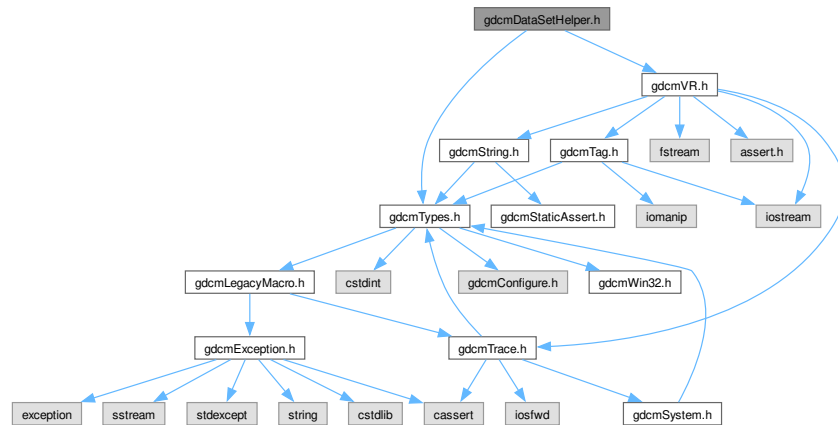 gdcmDataSetHelper.h
gdcmVR.h
gdcmString.h
gdcmTag.h
fstream
assert.h
gdcmTypes.h
gdcmStaticAssert.h
iomanip
iostream
gdcmLegacyMacro.h
cstdint
gdcmConfigure.h
gdcmWin32.h
gdcmException.h
gdcmTrace.h
exception
sstream
stdexcept
string
cstdlib
cassert
iosfwd
gdcmSystem.h